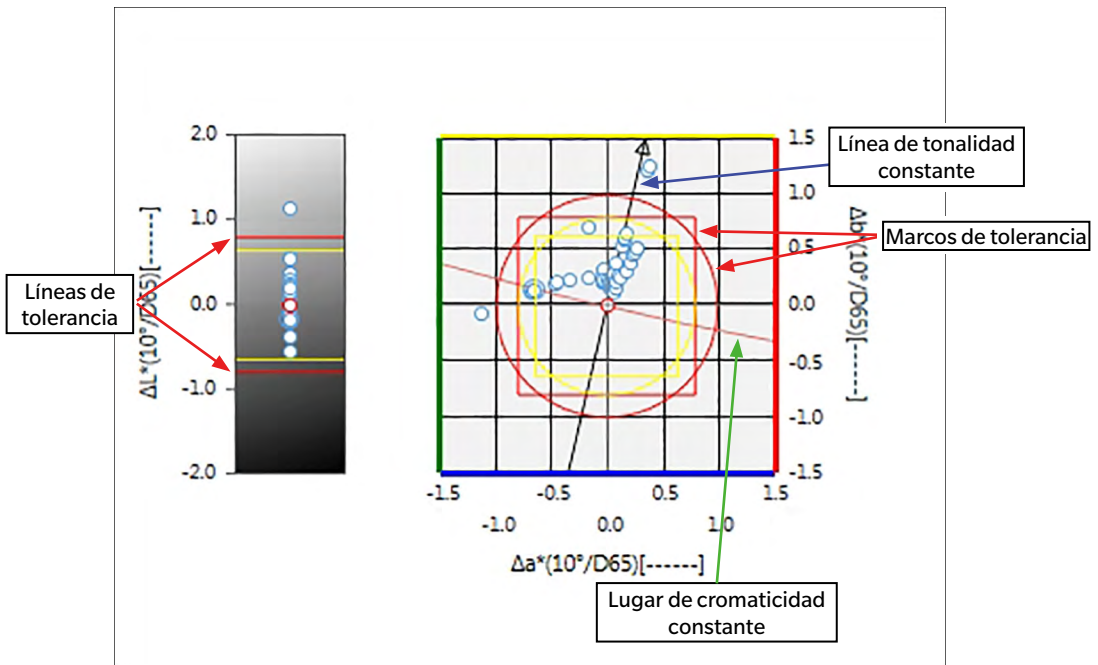 2.0
1.0
0.0
-1.0
-2.0
ΔL*(10°/D65)[------]
Líneas de
tolerancia
1.5
1.0
0.5
0.0
-0.5
-1.0
-1.5
Δb*(10°/D65)[------]
Línea de tonalidad
constante
Marcos de tolerancia
-1.5
-0.5
0.5
1.5
-1.0
0.0
1.0
Δa*(10°/D65)[------]
Lugar de cromaticidad
constante